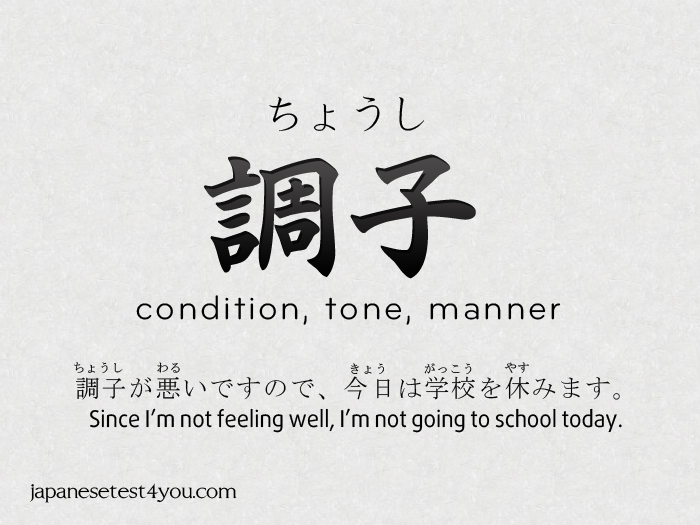 ちょうし
調子
condition, tone, manner
ちょうし わる きょう がっこう やす
調子が悪いですので、今日は学校を休みます。
Since I'm not feeling well, I'm not going to school today.
japanesetest4you.com